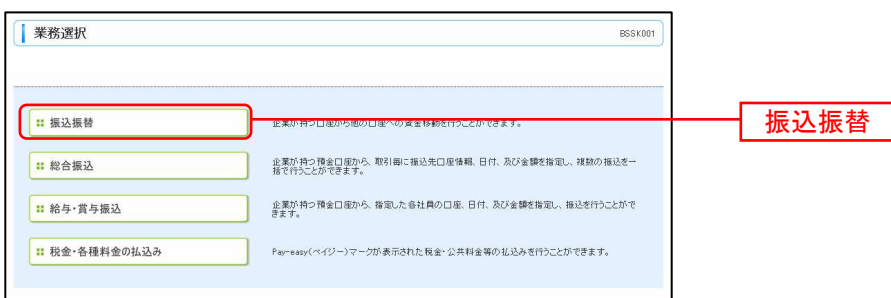 業務選択
BSSK001
振込振替
企業が持つ口座から他の口座への資金移動を行うことができます。
振込振替
総合振込
企業が持つ預金口座から、取引毎に振込先口座情報、日付、及び金額を指定し、複数の振込を一
括で行うことができます。
給与・賞与振込
企業が持つ預金口座から、指定した各社員の口座、日付、及び金額を指定し、振込を行うことがで
きます。
税金・各種料金の払込み
Pay-easy(ペイジー)マークが表示された税金・公共料金等の払込みを行うことができます。